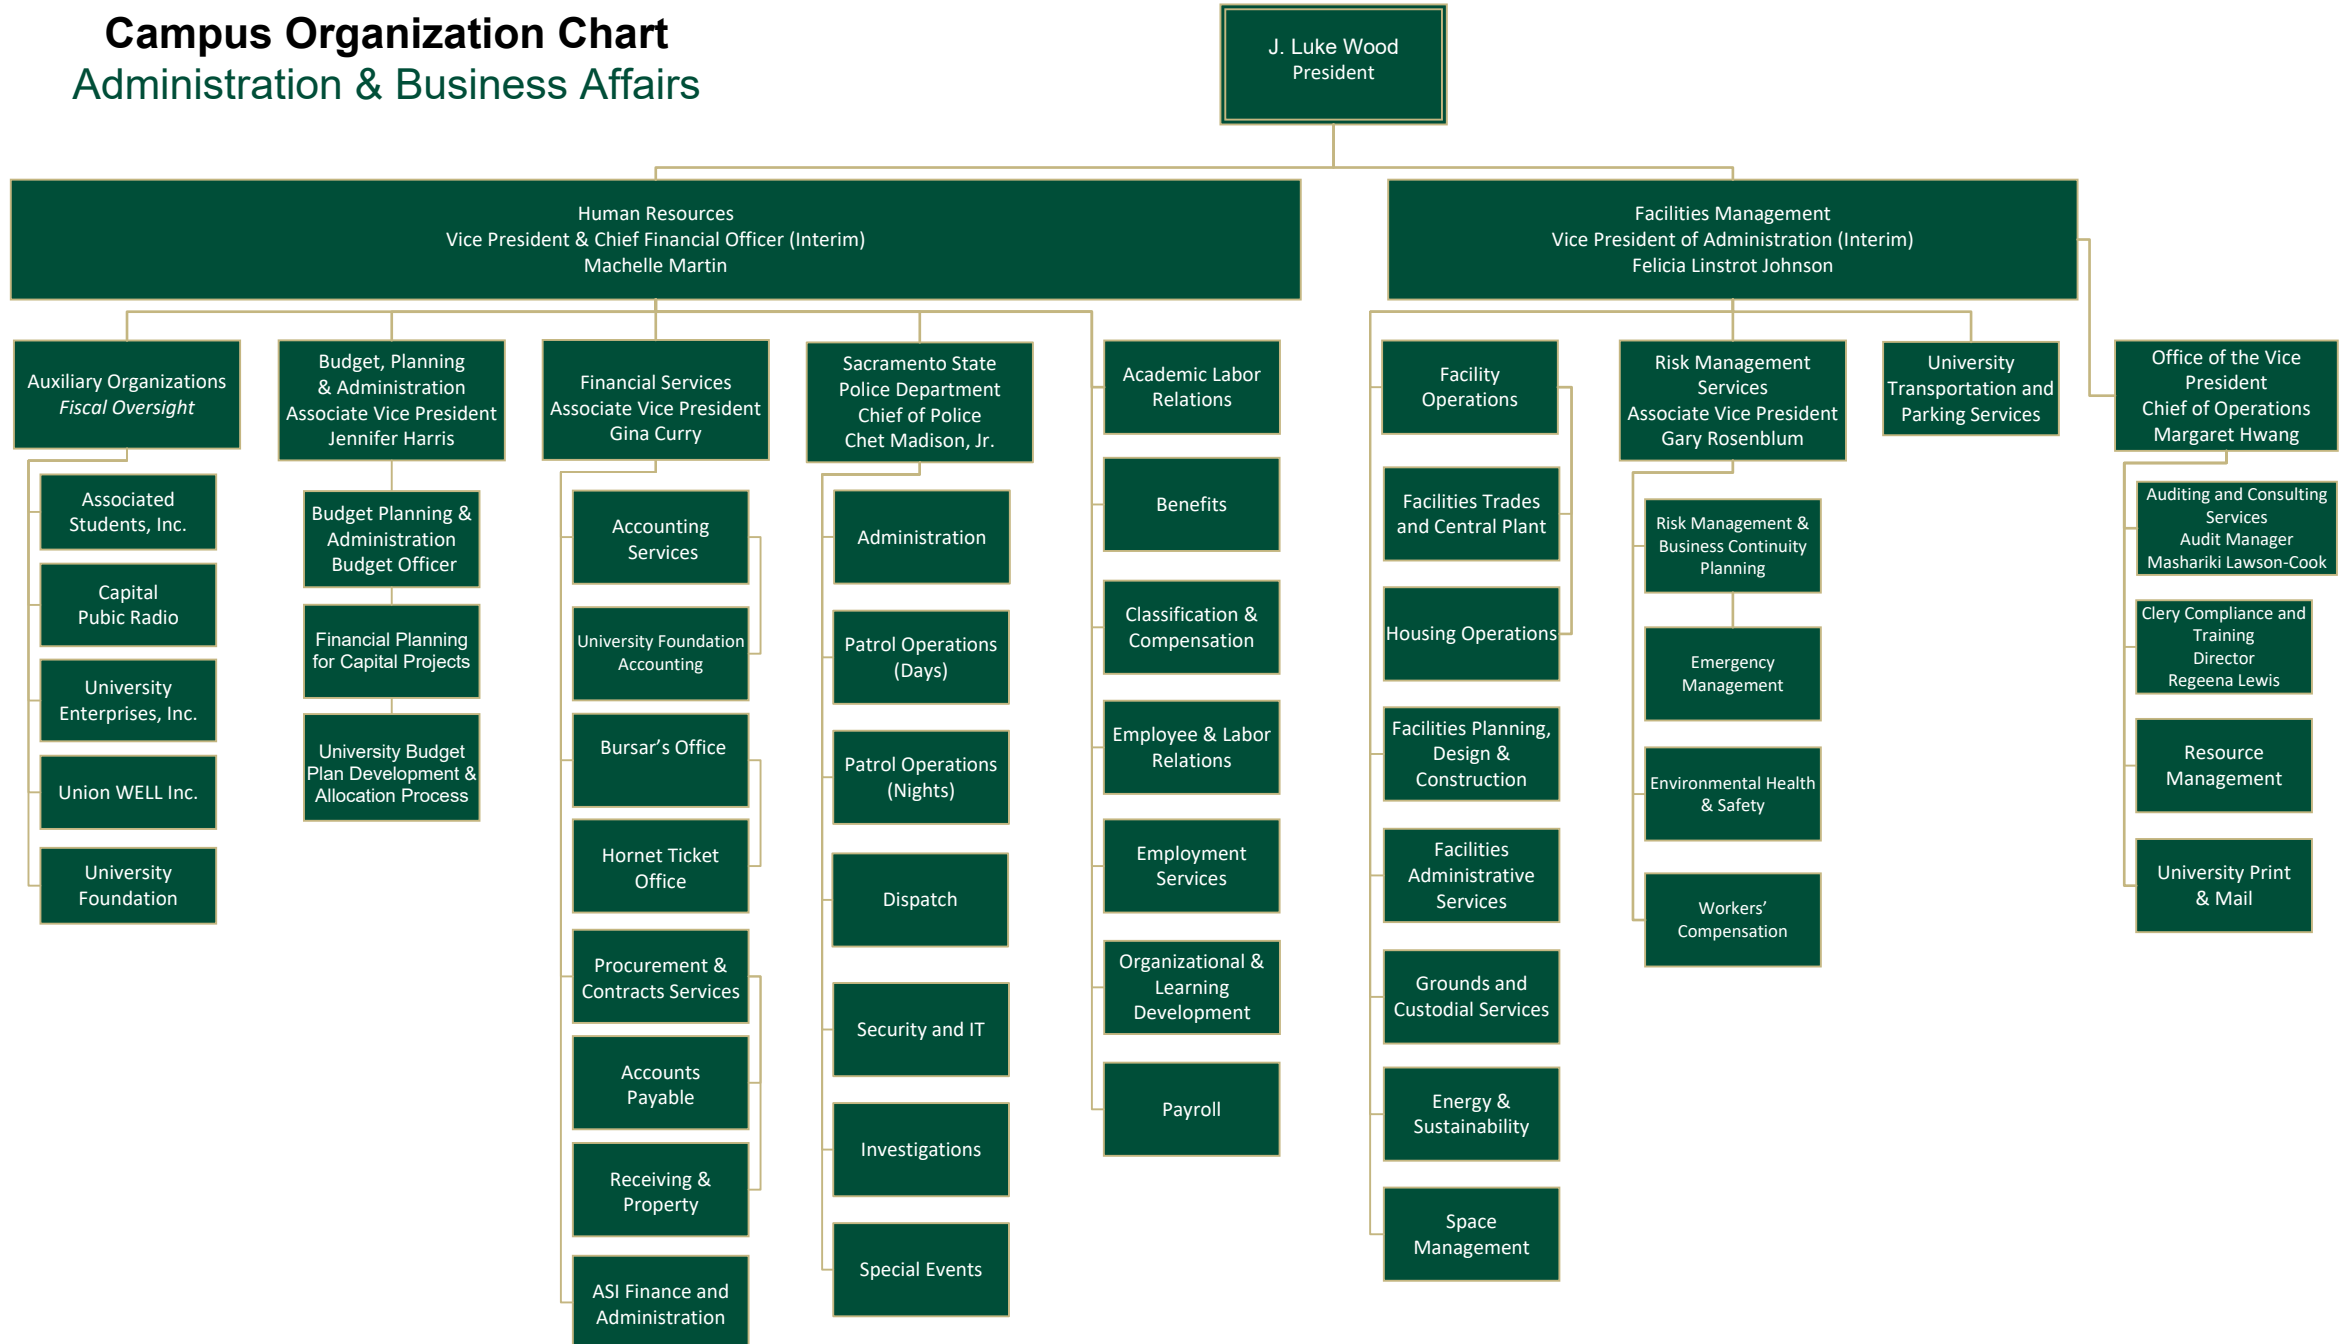 Campus Organization Chart
Administration & Business Affairs
J. Luke Wood
President
Human Resources
Vice President & Chief Financial Officer (Interim)
Machelle Martin
Facilities Management
Vice President of Administration (Interim)
Felicia Linstrot Johnson
Auxiliary Organizations
Fiscal Oversight
Associated
Students, Inc.
Capital
Pubic Radio
University
Enterprises, Inc.
Union WELL Inc.
University
Foundation
Budget, Planning
& Administration
Associate Vice President
Jennifer Harris
Budget Planning &
Administration
Budget Officer
Financial Planning
for Capital Projects
University Budget
Plan Development &
Allocation Process
Financial Services
Associate Vice President
Gina Curry
Accounting
Services
University Foundation
Accounting
Bursar’s Office
Hornet Ticket
Office
Procurement &
Contracts Services
Accounts
Payable
Receiving &
Property
ASI Finance and
Administration
Sacramento State
Police Department
Chief of Police
Chet Madison, Jr.
Administration
Patrol Operations
(Days)
Patrol Operations
(Nights)
Dispatch
Security and IT
Investigations
Special Events
Academic Labor
Relations
Benefits
Classification &
Compensation
Employee & Labor
Relations
Employment
Services
Organizational &
Learning
Development
Payroll
Facility
Operations
Facilities Trades
and Central Plant
Housing Operations
Facilities Planning,
Design &
Construction
Facilities
Administrative
Services
Grounds and
Custodial Services
Energy &
Sustainability
Space
Management
Risk Management
Services
Associate Vice President
Gary Rosenblum
Risk Management &
Business Continuity
Planning
Emergency
Management
Environmental Health
& Safety
Workers’
Compensation
University
Transportation and
Parking Services
Office of the Vice
President
Chief of Operations
Margaret Hwang
Auditing and Consulting
Services
Audit Manager
Mashariki Lawson-Cook
Clery Compliance and
Training
Director
Regeena Lewis
Resource
Management
University Print
& Mail